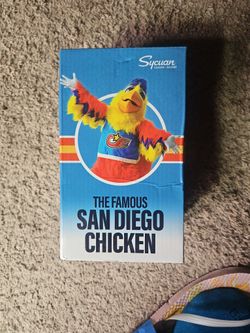 Sycuan
THE FAMOUS
SAN DIEGO
CHICKEN